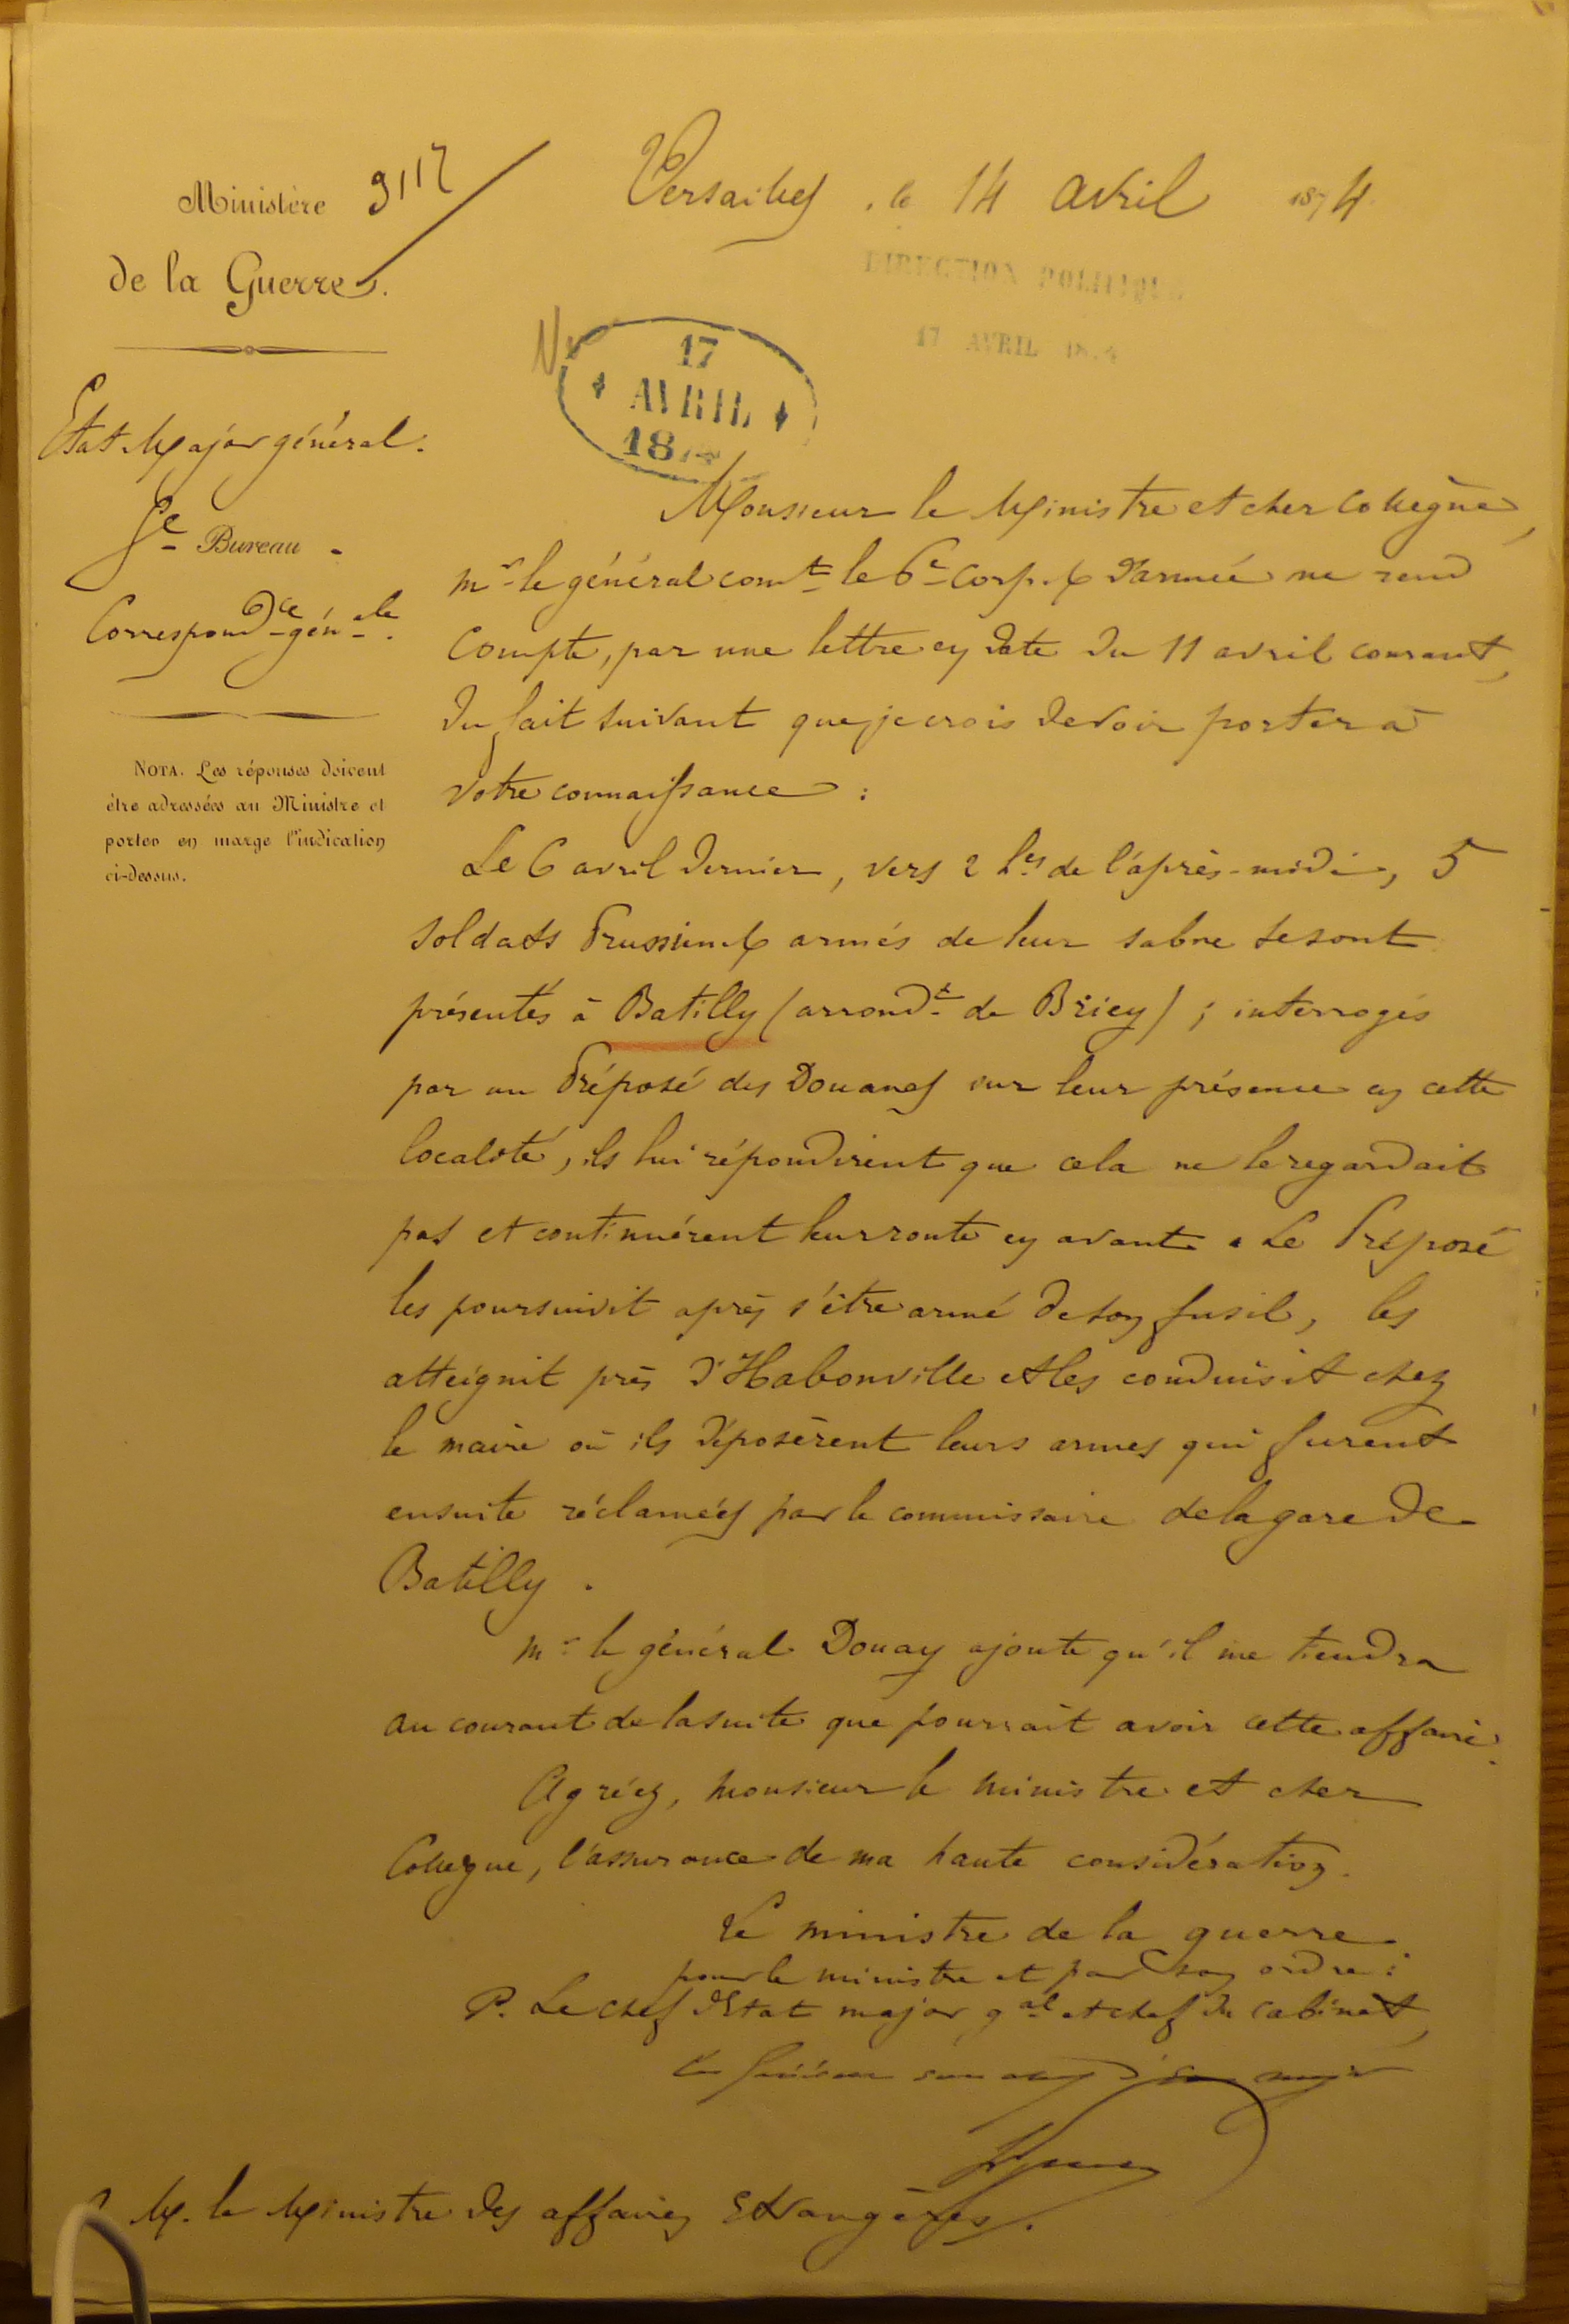 Ministère
de la Guerre.
État Major général.
Bureau.
Correspond.ce gén.ale
NOTA. Les réponses doivent
être adressées au Ministre et
porter en marge l'indication
ci-dessus.
Versailles, le 14 avril 1874
DIRECTION POLITIQUE
17 AVRIL
17
AVRIL
18
Monsieur le Ministre et cher Collègue,
Mr. le général comt. le 6e corps d'armée me rend
Compte, par une lettre en date du 11 avril courant,
du fait suivant que je crois devoir porter à
votre connaissance :
Le 6 avril dernier, vers 2 hes de l'après-midi, 5
soldats Prussiens armés de leur sabre se sont
présentés à Batilly (arrondt. de Briey) ; interrogés
par un Préposé des Douanes sur leur présence en cette
localité, ils lui répondirent que cela ne le regardait
pas et continuèrent leur route en avant. Le Préposé
les poursuivit après s'être armé de son fusil, les
atteignit près d'Habonville et les conduisit chez
le maire où ils déposèrent leurs armes qui furent
ensuite réclamées par le commissaire de la gare de
Batilly.
Mr. le général Douay ajoute qu'il me tiendra
au courant de la suite que pourrait avoir cette affaire.
Agréez, Monsieur le Ministre et cher
Collègue, l'assurance de ma haute considération.
Le ministre de la guerre
pour le ministre et par son ordre :
P. Le chef d'Etat major gal et chef du cabinet,
M. le Ministre des affaires Etrangères.